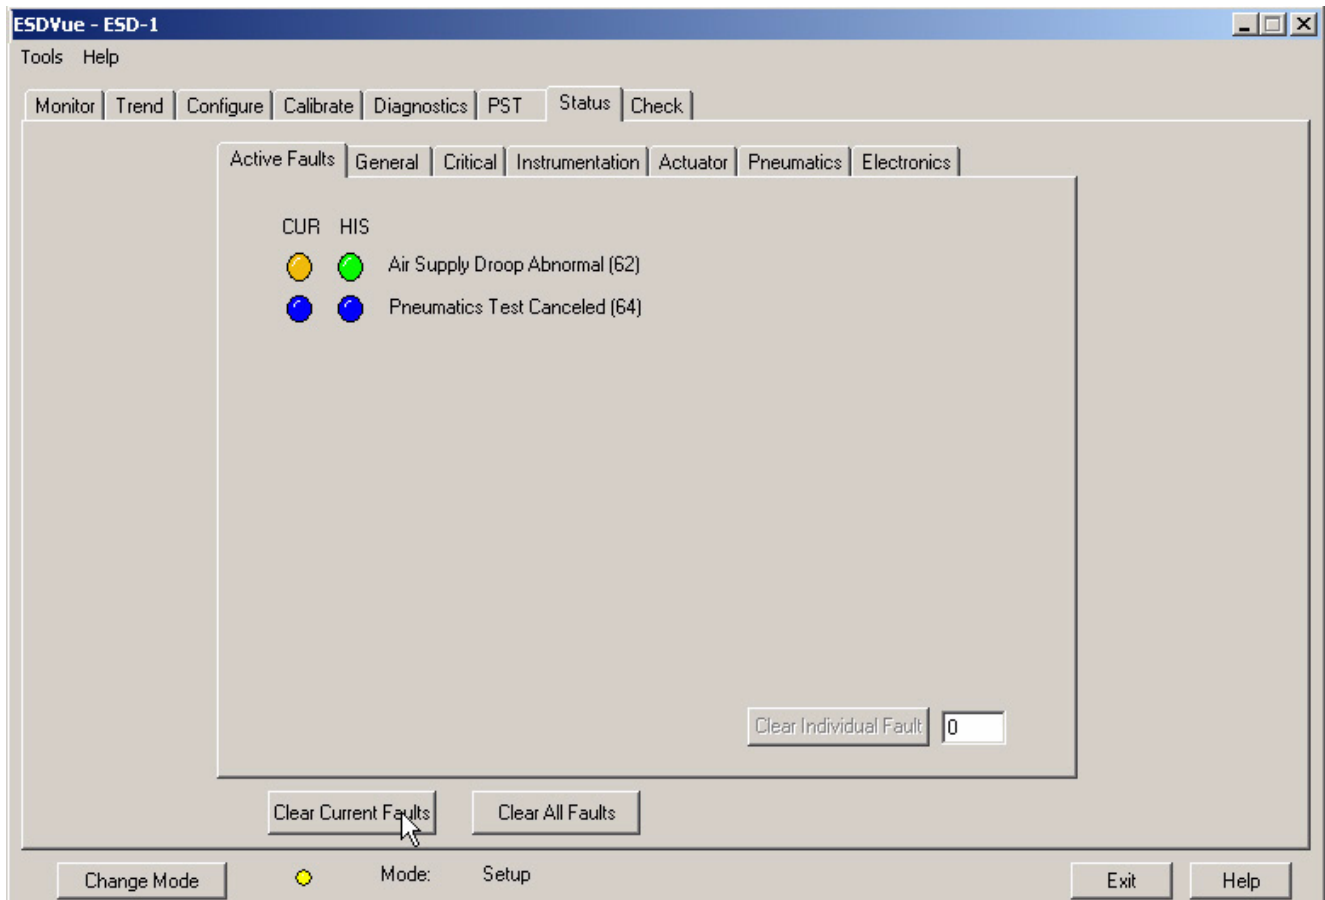 ESDVue - ESD-1
Tools Help
Monitor Trend Configure Calibrate Diagnostics PST Status Check
Active Faults General Critical Instrumentation Actuator Pneumatics Electronics
CUR HIS
Air Supply Droop Abnormal (62)
Pneumatics Test Canceled (64)
Clear Individual Fault 0
Clear Current Faults Clear All Faults
Change Mode Mode: Setup Exit Help